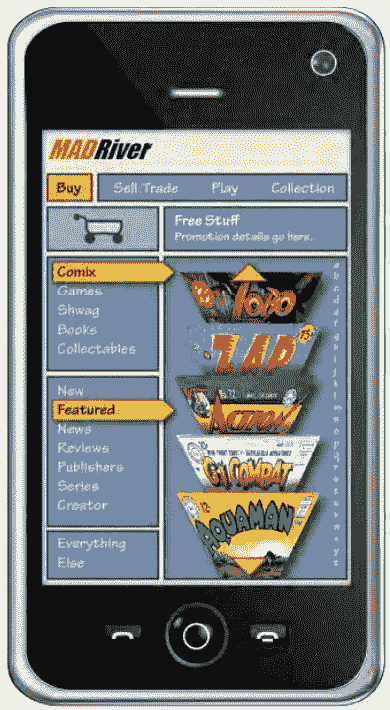 MADRiver
Buy
Sell/Trade
Play
Collection
Free Stuff
Promotion details go here.
Comix
Games
Shwag
Books
Collectables
New
Featured
News
Reviews
Publishers
Series
Creator
Everything
Else
LOBO
ZAP
ACTION
G.I. COMBAT
AQUAMAN